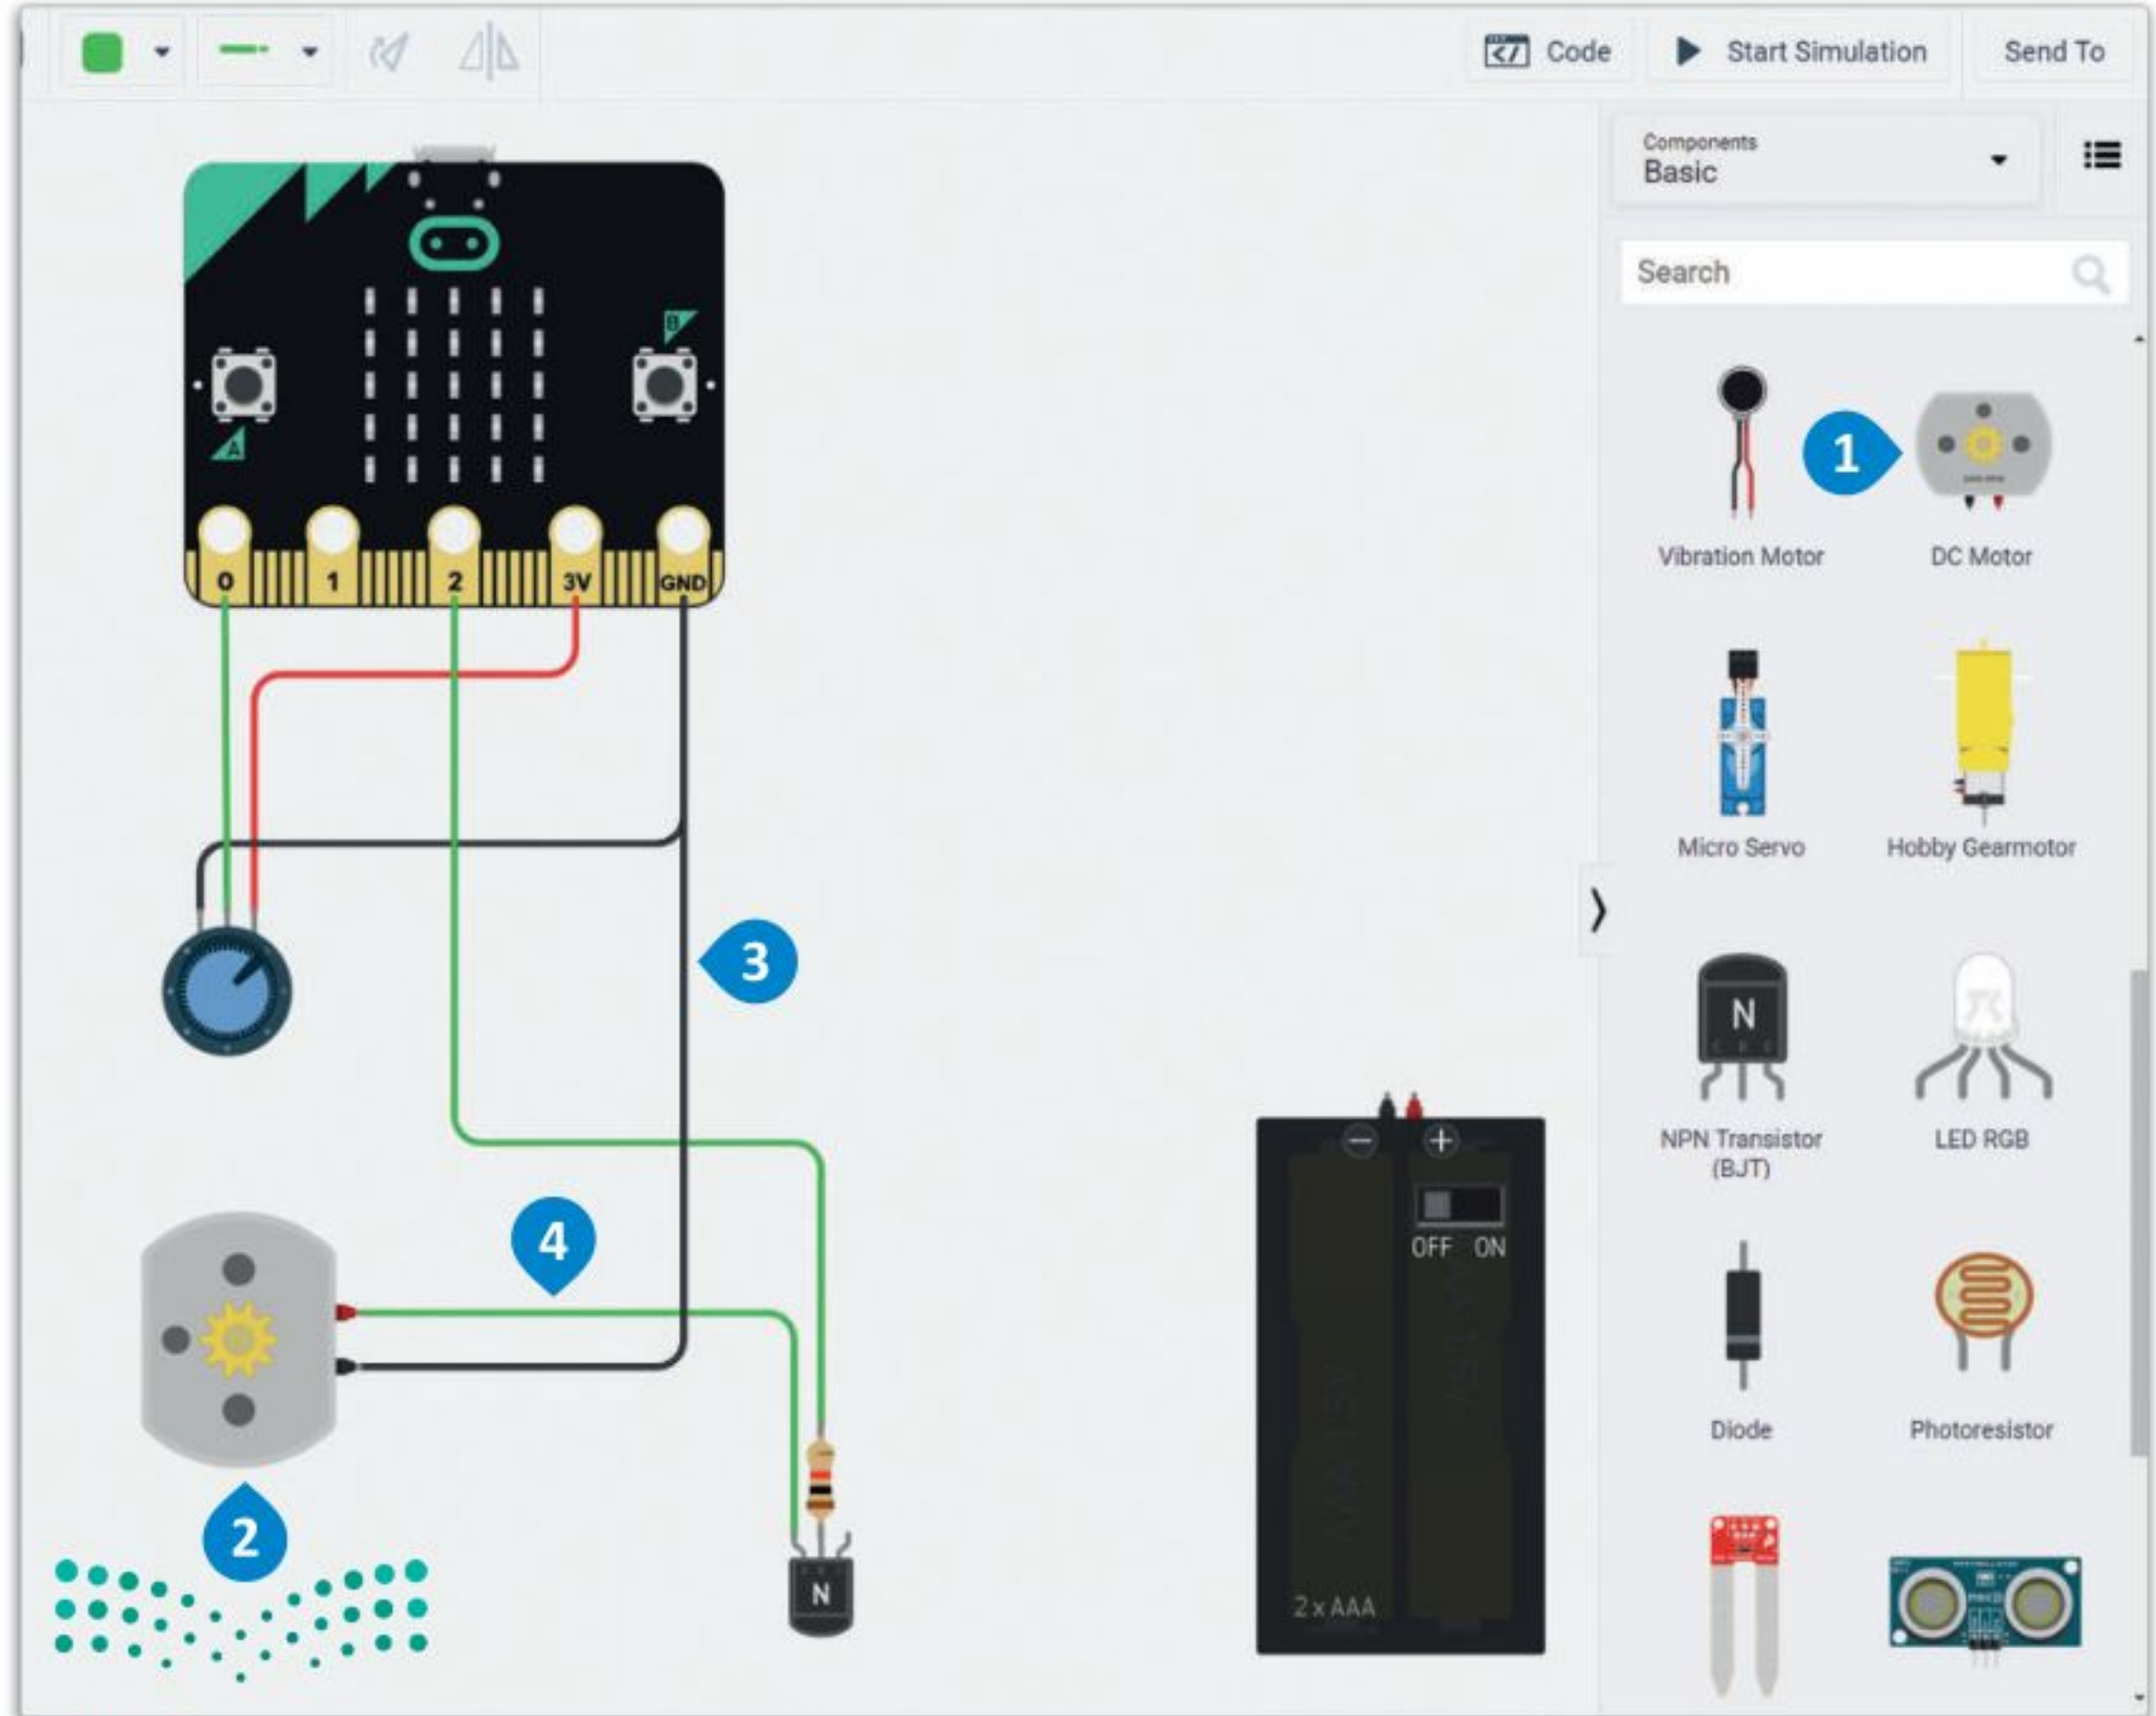 Code
Start Simulation
Send To
Components
Basic
Search
B
A
0
1
2
3V
GND
1
Vibration Motor
DC Motor
Micro Servo
Hobby Gearmotor
3
N
NPN Transistor
(BJT)
LED RGB
4
OFF ON
Diode
Photoresistor
2
N
2 x AAA